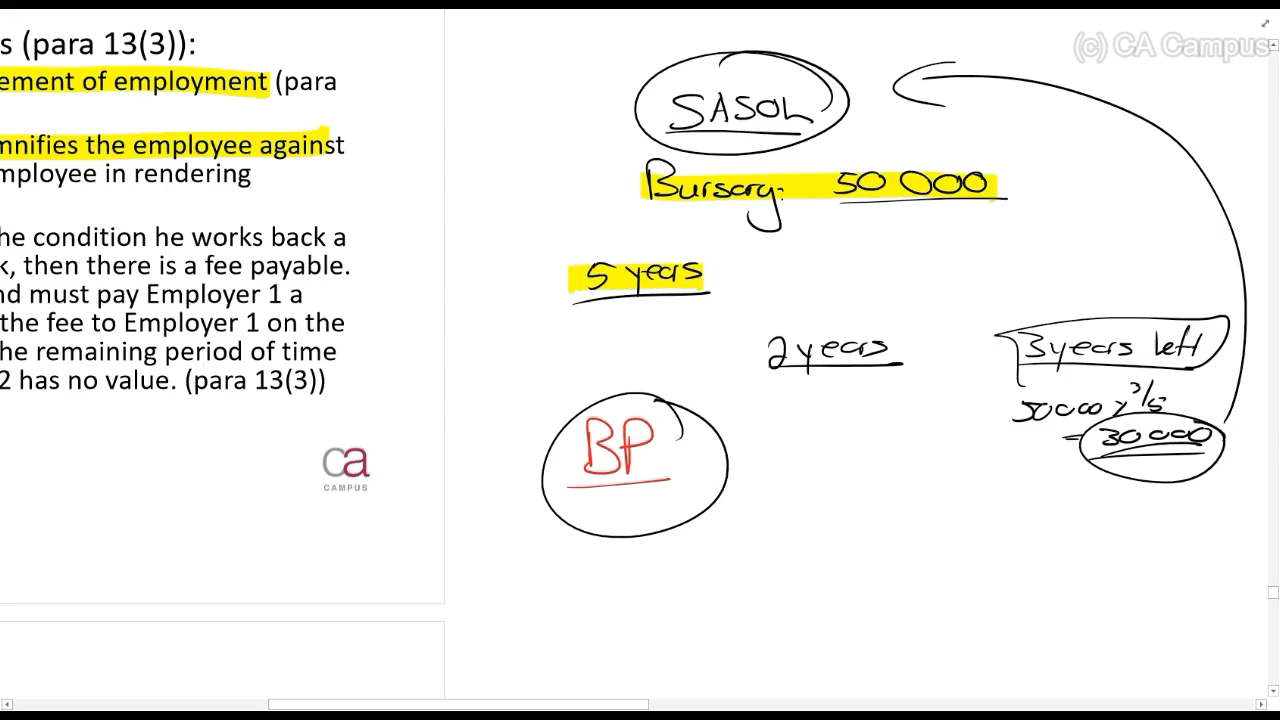 s (para 13(3)):
ement of employment (para
mnifies the employee against
mployee in rendering
he condition he works back a
k, then there is a fee payable.
nd must pay Employer 1 a
the fee to Employer 1 on the
he remaining period of time
2 has no value. (para 13(3))
ca
CAMPUS
(c) CA Campus
SASOL
Bursary: 50 000
5 years
2 years
3 years left
50 000 x 3/5
= 30 000
BP